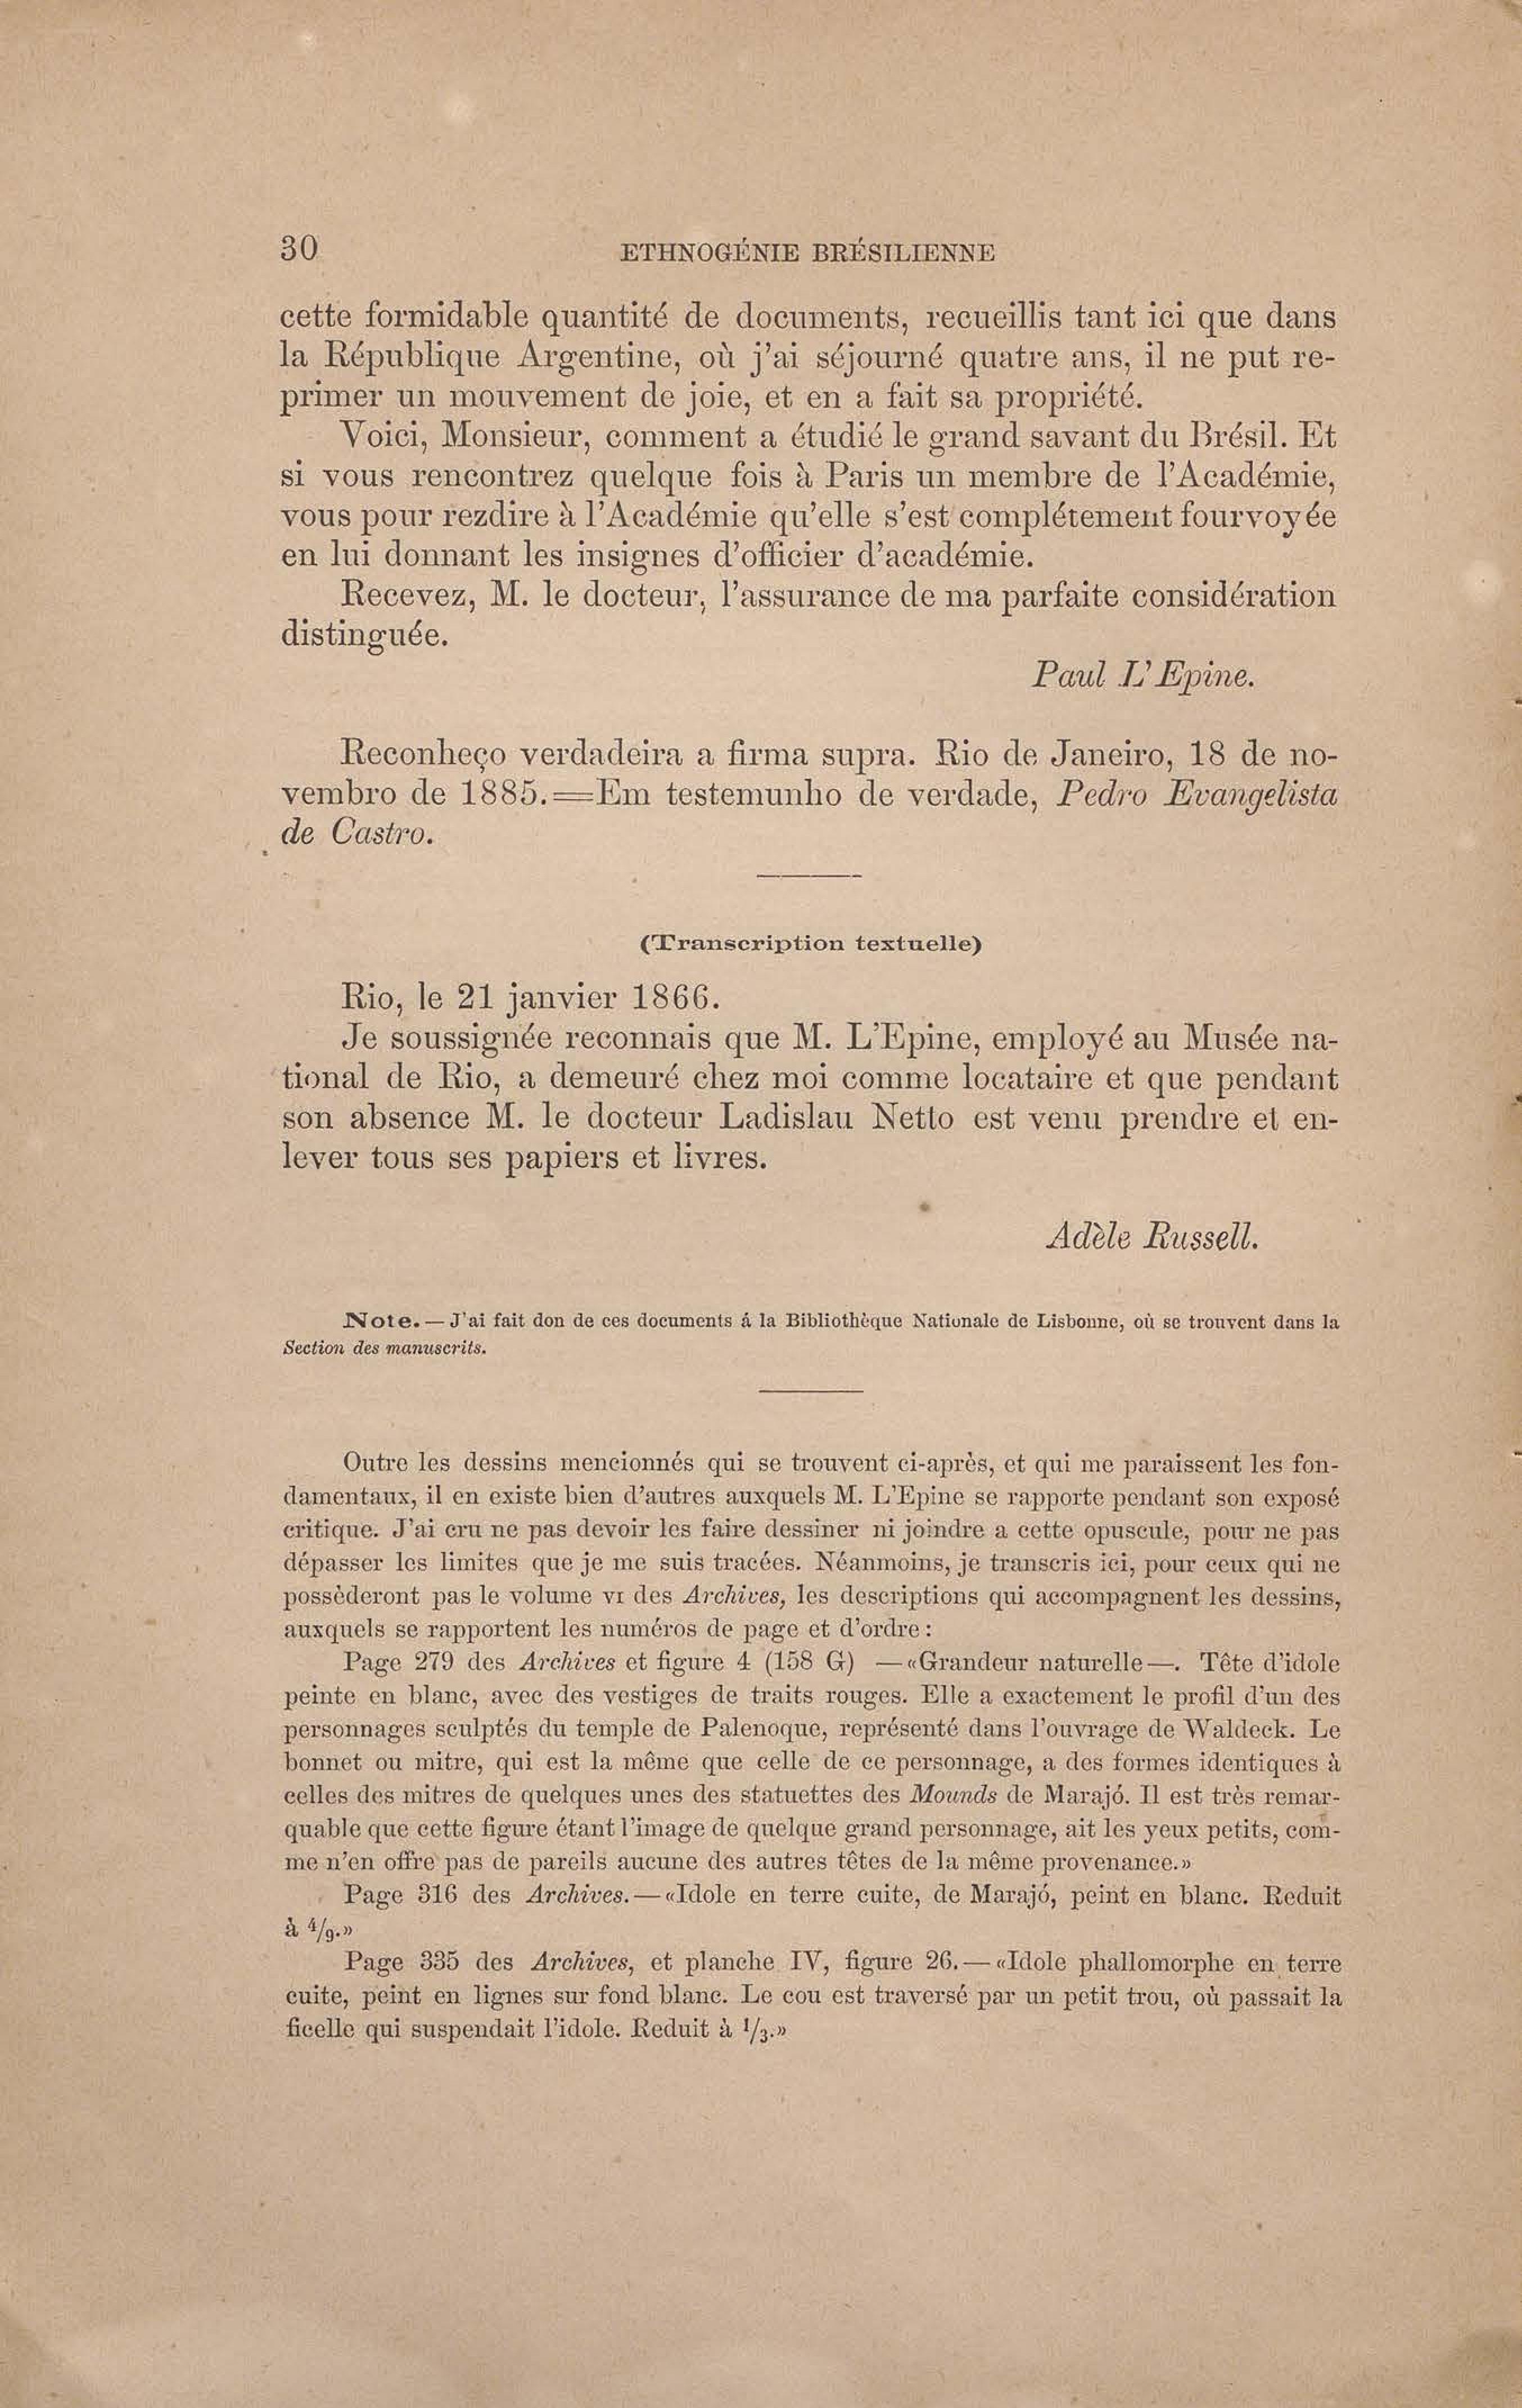 30
ETHNOGÉNIE BRÉSILIENNE
cette formidable quantité de documents, recueillis tant ici que dans
la République Argentine, où j'ai séjourné quatre ans, il ne put re-
primer un mouvement de joie, et en a fait sa propriété.
Voici, Monsieur, comment a étudié le grand savant du Brésil. Et
si vous rencontrez quelque fois à Paris un membre de l'Académie,
vous pour rezdire à l'Académie qu'elle s'est complétement fourvoyée
en lui donnant les insignes d'officier d'académie.
Recevez, M. le docteur, l'assurance de ma parfaite considération
distinguée.
Paul L'Epine.
Reconheço verdadeira a firma supra. Rio de Janeiro, 18 de no-
vembro de 1885.=Em testemunho de verdade, Pedro Evangelista
de Castro.
(Transcription textuelle)
Rio, le 21 janvier 1866.
Je soussignée reconnais que M. L'Epine, employé au Musée na-
tional de Rio, a demeuré chez moi comme locataire et que pendant
son absence M. le docteur Ladislau Netto est venu prendre et en-
lever tous ses papiers et livres.
Adèle Russell.
Note.—J'ai fait don de ces documents á la Bibliothèque Nationale de Lisbonne, où se trouvent dans la
Section des manuscrits.
Outre les dessins mencionnés qui se trouvent ci-après, et qui me paraissent les fon-
damentaux, il en existe bien d'autres auxquels M. L'Epine se rapporte pendant son exposé
critique. J'ai cru ne pas devoir les faire dessiner ni joindre a cette opuscule, pour ne pas
dépasser les limites que je me suis tracées. Néanmoins, je transcris ici, pour ceux qui ne
possèderont pas le volume VI des Archives, les descriptions qui accompagnent les dessins,
auxquels se rapportent les numéros de page et d'ordre:
Page 279 des Archives et figure 4 (158 G) —«Grandeur naturelle—. Tête d'idole
peinte en blanc, avec des vestiges de traits rouges. Elle a exactement le profil d'un des
personnages sculptés du temple de Palenoque, représenté dans l'ouvrage de Waldeck. Le
bonnet ou mitre, qui est la même que celle de ce personnage, a des formes identiques à
celles des mitres de quelques unes des statuettes des Mounds de Marajó. Il est très remar-
quable que cette figure étant l'image de quelque grand personnage, ait les yeux petits, com-
me n'en offre pas de pareils aucune des autres têtes de la même provenance.»
Page 316 des Archives.—«Idole en terre cuite, de Marajó, peint en blanc. Reduit
à 4/9.»
Page 335 des Archives, et planche IV, figure 26.—«Idole phallomorphe en terre
cuite, peint en lignes sur fond blanc. Le cou est traversé par un petit trou, où passait la
ficelle qui suspendait l'idole. Reduit à 1/3.»